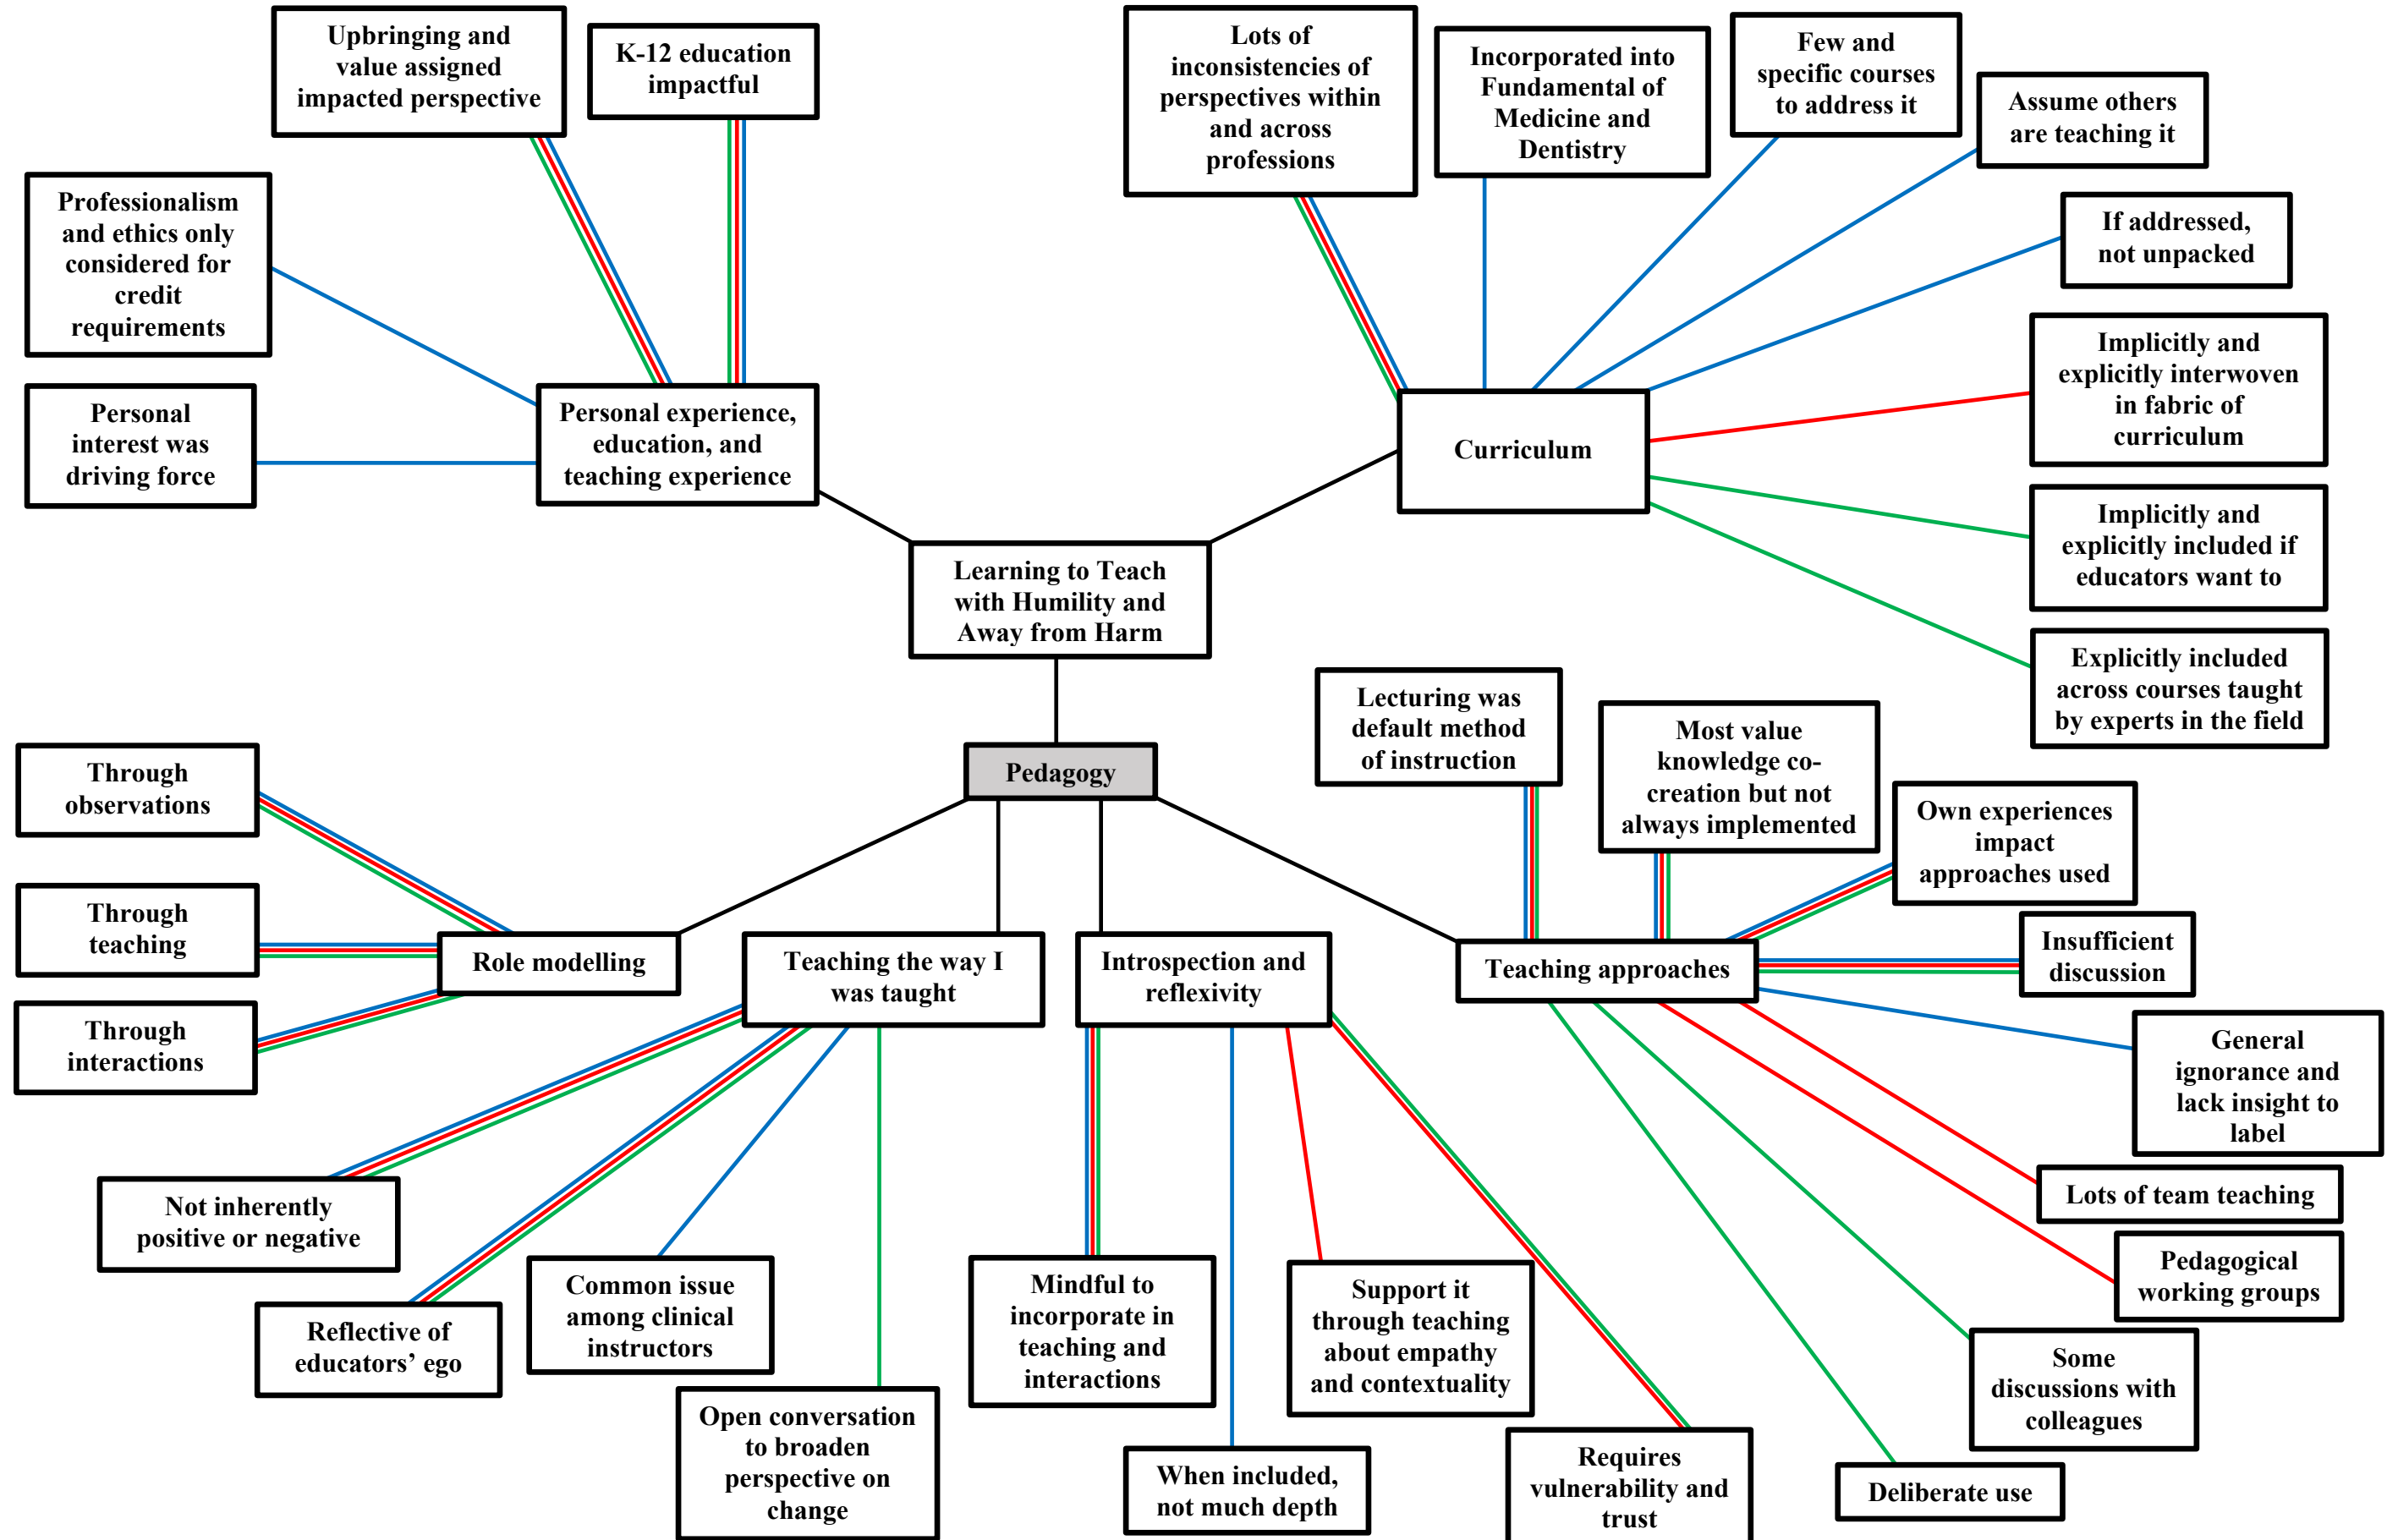 Upbringing and
value assigned
impacted perspective
K-12 education
impactful
Professionalism
and ethics only
considered for
credit
requirements
Personal
interest was
driving force
Personal experience,
education, and
teaching experience
Lots of
inconsistencies of
perspectives within
and across
professions
Incorporated into
Fundamental of
Medicine and
Dentistry
Few and
specific courses
to address it
Assume others
are teaching it
If addressed,
not unpacked
Implicitly and
explicitly interwoven
in fabric of
curriculum
Curriculum
Implicitly and
explicitly included if
educators want to
Explicitly included
across courses taught
by experts in the field
Learning to Teach
with Humility and
Away from Harm
Pedagogy
Through
observations
Through
teaching
Through
interactions
Role modelling
Teaching the way I
was taught
Introspection and
reflexivity
Teaching approaches
Lecturing was
default method
of instruction
Most value
knowledge co-
creation but not
always implemented
Own experiences
impact
approaches used
Insufficient
discussion
General
ignorance and
lack insight to
label
Lots of team teaching
Pedagogical
working groups
Some
discussions with
colleagues
Deliberate use
Not inherently
positive or negative
Reflective of
educators’ ego
Common issue
among clinical
instructors
Open conversation
to broaden
perspective on
change
Mindful to
incorporate in
teaching and
interactions
When included,
not much depth
Support it
through teaching
about empathy
and contextuality
Requires
vulnerability and
trust